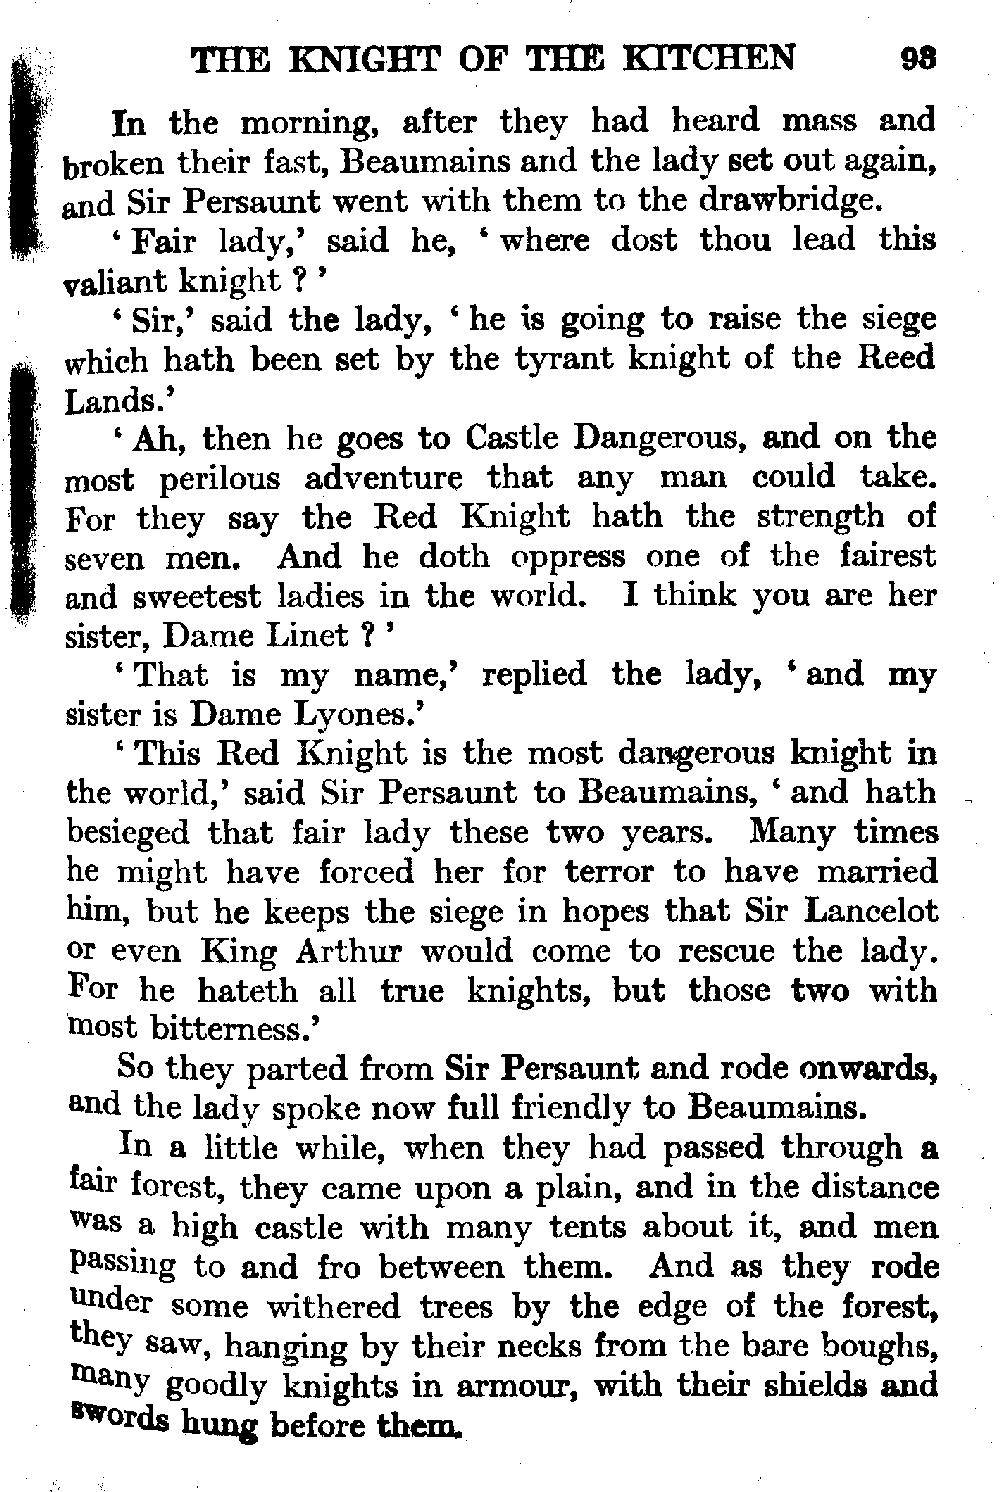 THE KNIGHT OF THE KITCHEN 93
In the morning, after they had heard mass and
broken their fast, Beaumains and the lady set out again,
and Sir Persaunt went with them to the drawbridge.
‘ Fair lady,’ said he, ‘ where dost thou lead this
valiant knight ? ’
‘ Sir,’ said the lady, ‘ he is going to raise the siege
which hath been set by the tyrant knight of the Reed
Lands.’
‘ Ah, then he goes to Castle Dangerous, and on the
most perilous adventure that any man could take.
For they say the Red Knight hath the strength of
seven men. And he doth oppress one of the fairest
and sweetest ladies in the world. I think you are her
sister, Dame Linet ? ’
‘ That is my name,’ replied the lady, ‘ and my
sister is Dame Lyones.’
‘ This Red Knight is the most dangerous knight in
the world,’ said Sir Persaunt to Beaumains, ‘ and hath
besieged that fair lady these two years. Many times
he might have forced her for terror to have married
him, but he keeps the siege in hopes that Sir Lancelot
or even King Arthur would come to rescue the lady.
For he hateth all true knights, but those two with
most bitterness.’
So they parted from Sir Persaunt and rode onwards,
and the lady spoke now full friendly to Beaumains.
In a little while, when they had passed through a
fair forest, they came upon a plain, and in the distance
was a high castle with many tents about it, and men
passing to and fro between them. And as they rode
under some withered trees by the edge of the forest,
they saw, hanging by their necks from the bare boughs,
many goodly knights in armour, with their shields and
swords hung before them.